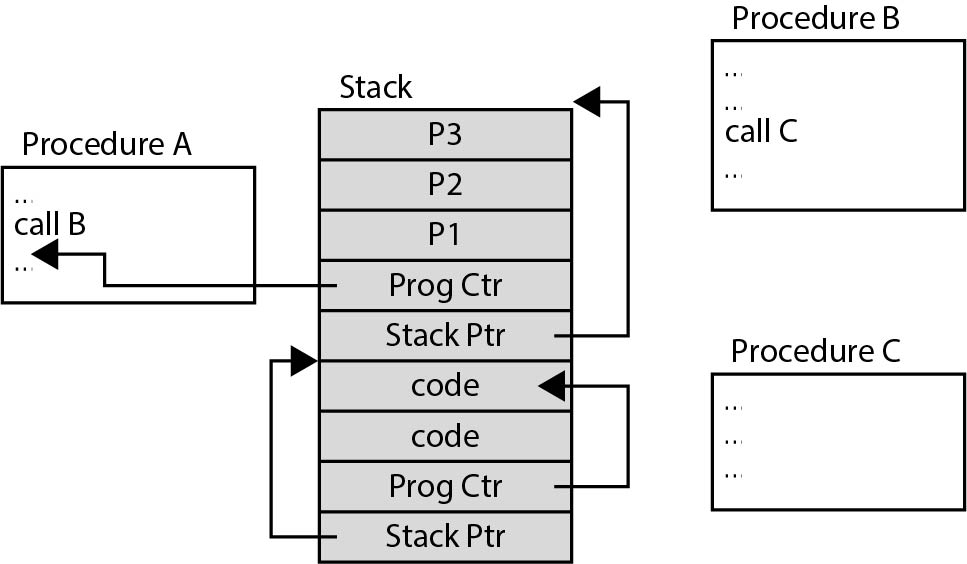 Procedure A
...
call B
...
Stack
P3
P2
P1
Prog Ctr
Stack Ptr
code
code
Prog Ctr
Stack Ptr
Procedure B
...
...
call C
...
Procedure C
...
...
...